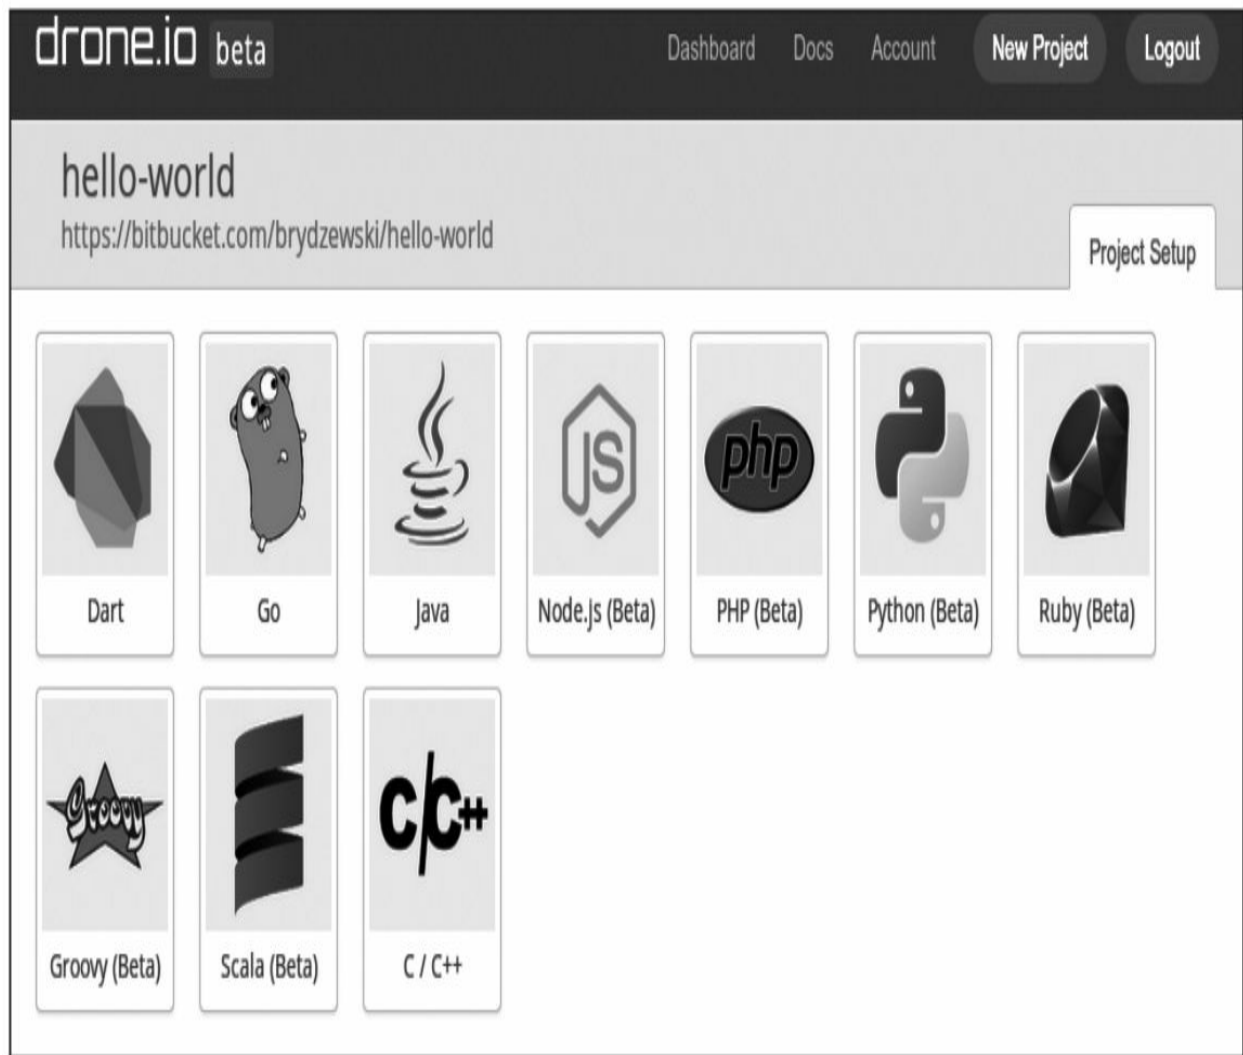 drone.io beta
Dashboard Docs Account New Project Logout
hello-world
https://bitbucket.com/brydzewski/hello-world
Project Setup
JS
php
Dart Go Java Node.js (Beta) PHP (Beta) Python (Beta) Ruby (Beta)
Groovy
C/C++
Groovy (Beta) Scala (Beta) C / C++